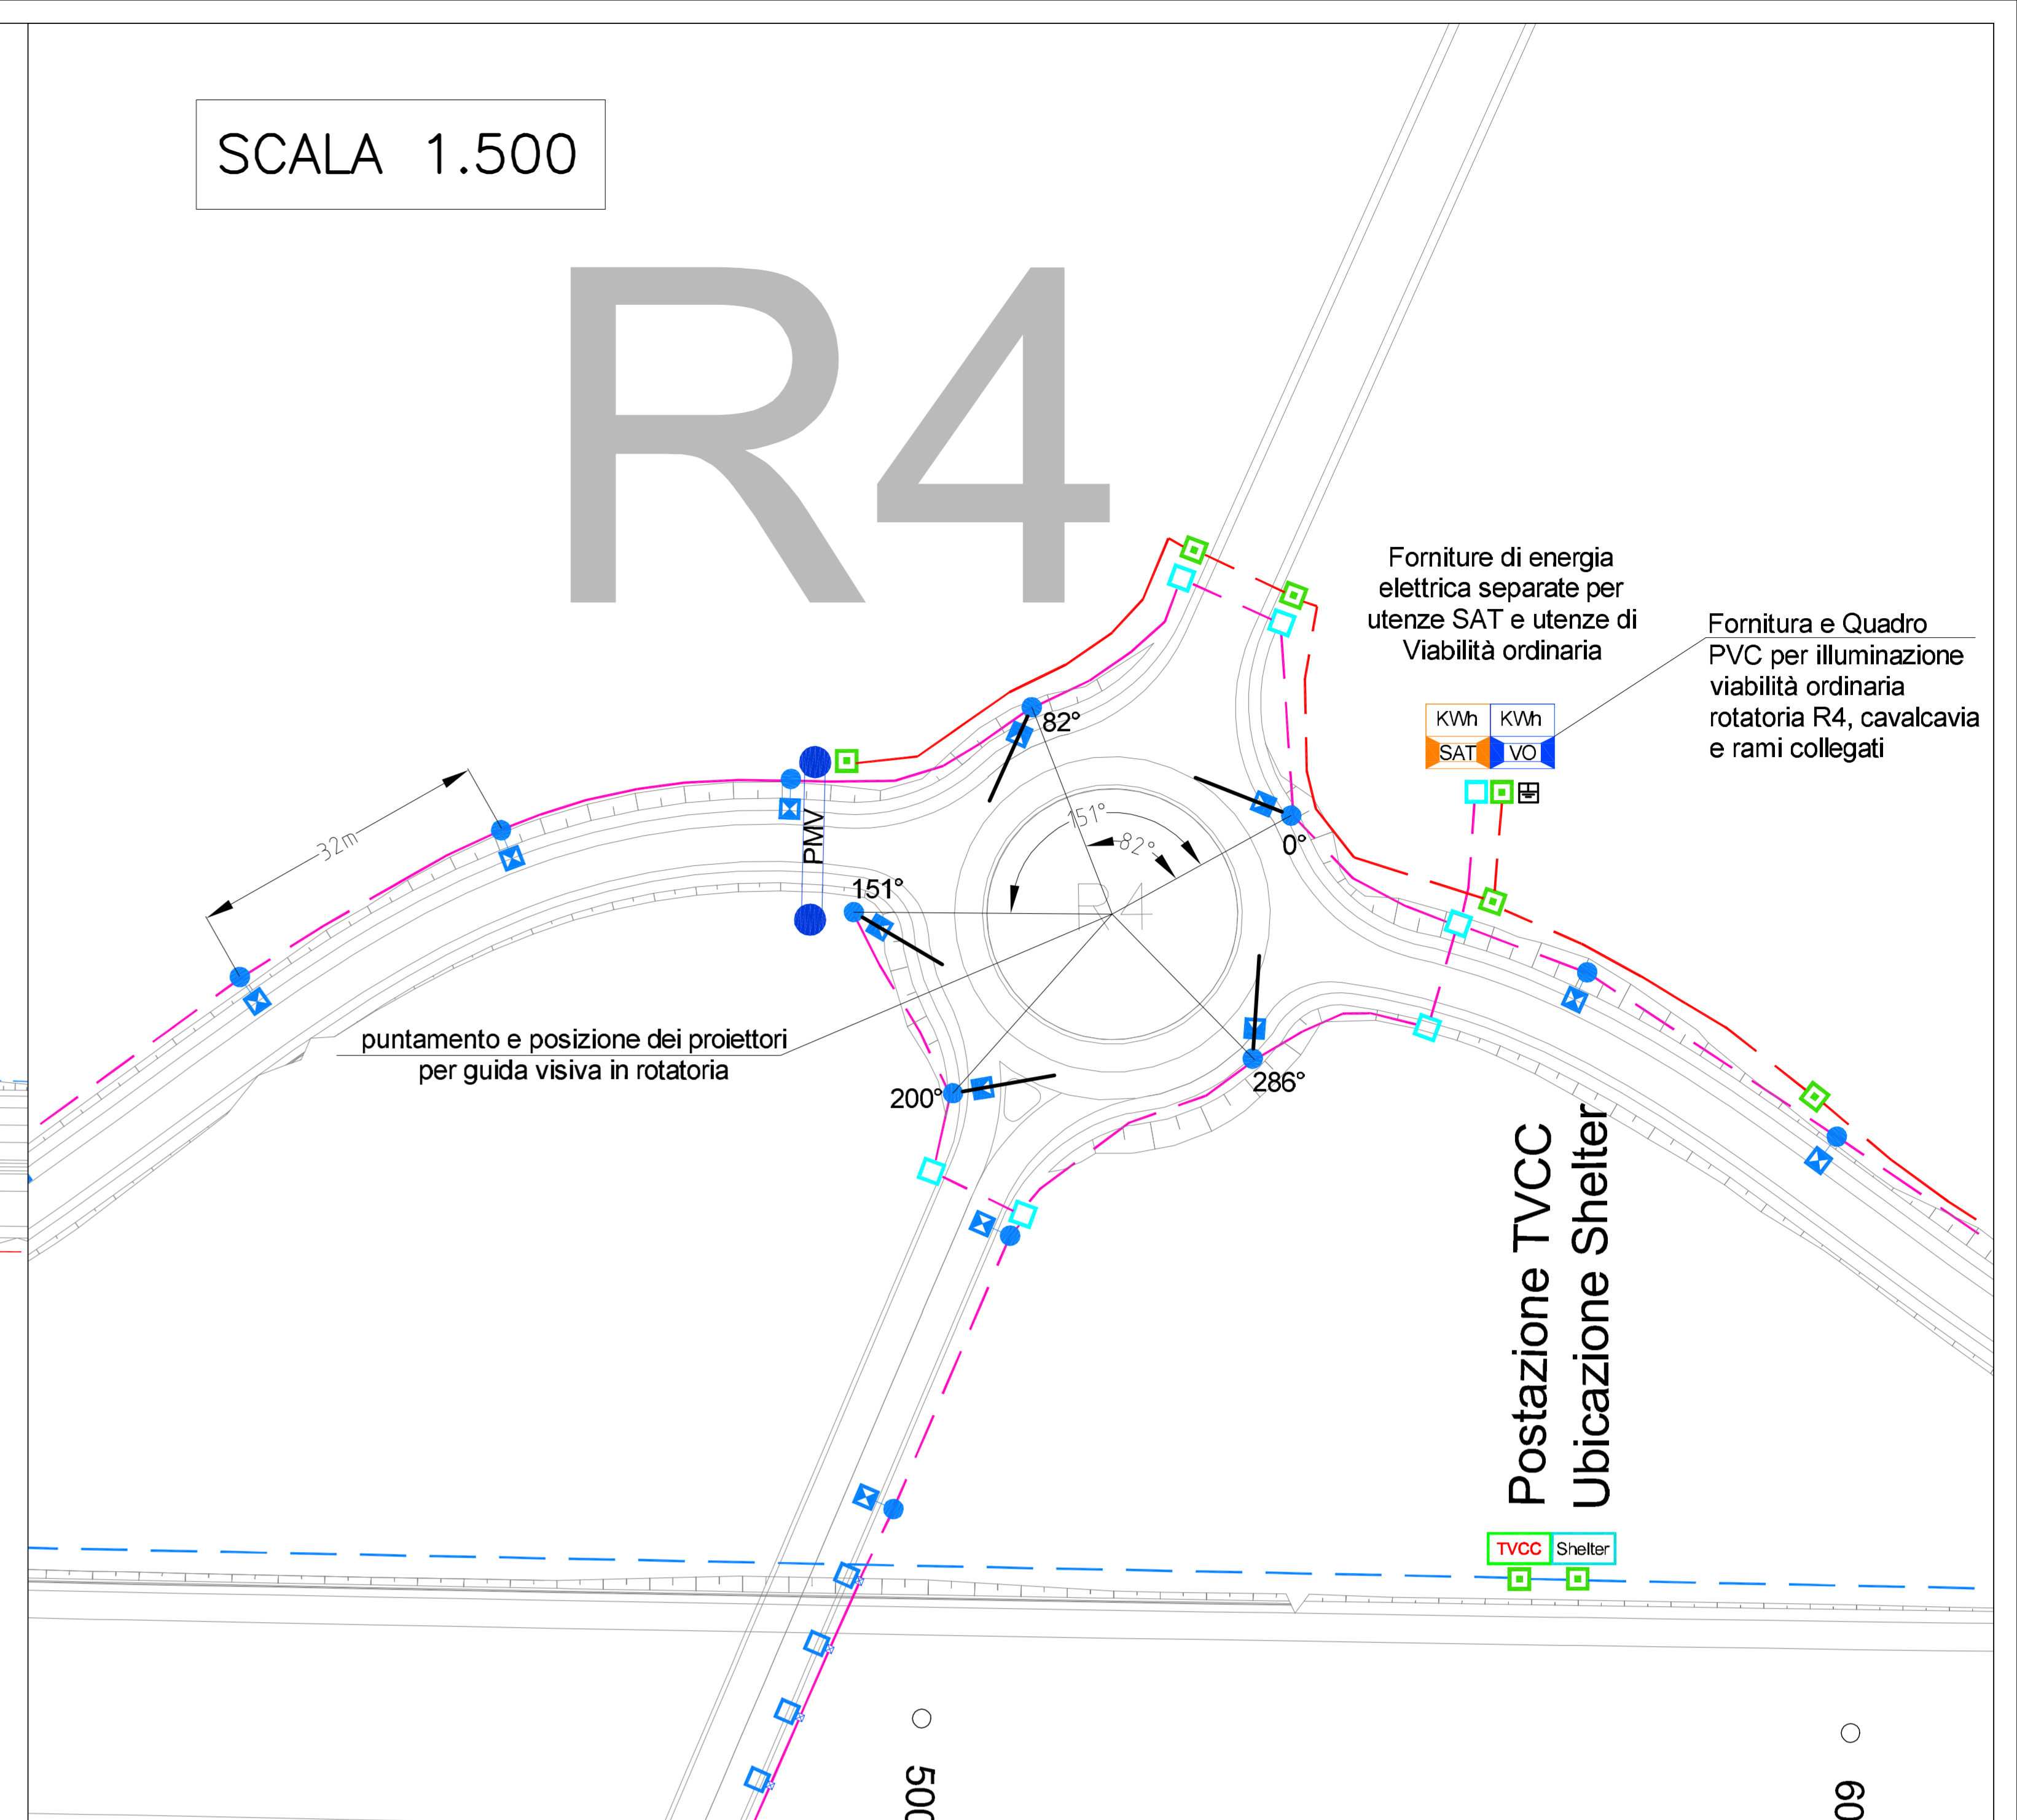 SCALA 1.500
R4
Forniture di energia
elettrica separate per
utenze SAT e utenze di
Viabilità ordinaria
Fornitura e Quadro
PVC per illuminazione
viabilità ordinaria
rotatoria R4, cavalcavia
e rami collegati
KWh KWh
SAT VO
82°
32m
PMV
151°
82°
0°
151°
R4
puntamento e posizione dei proiettori
per guida visiva in rotatoria
200°
286°
Postazione TVCC
Ubicazione Shelter
TVCC Shelter
500
60